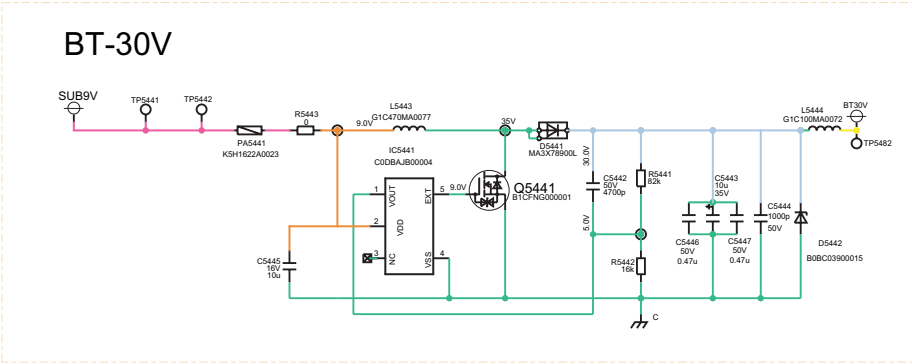 BT-30V
SUB9V
TP5441
TP5442
PA5441
K5H1622A0023
R5443
0
9.0V
L5443
G1C470MA0077
35V
D5441
MA3X78900L
L5444
G1C100MA0072
BT30V
TP5482
IC5441
C0DBAJB00004
1
VOUT
2
VDD
3
NC
EXT
5
VSS
4
9.0V
Q5441
B1CFNG000001
30.0V
C5442
50V
4700p
5.0V
R5441
82k
R5442
16k
C5443
10u
35V
C5446
50V
0.47u
C5447
50V
0.47u
C5444
1000p
50V
D5442
B0BC03900015
C5445
16V
10u
C